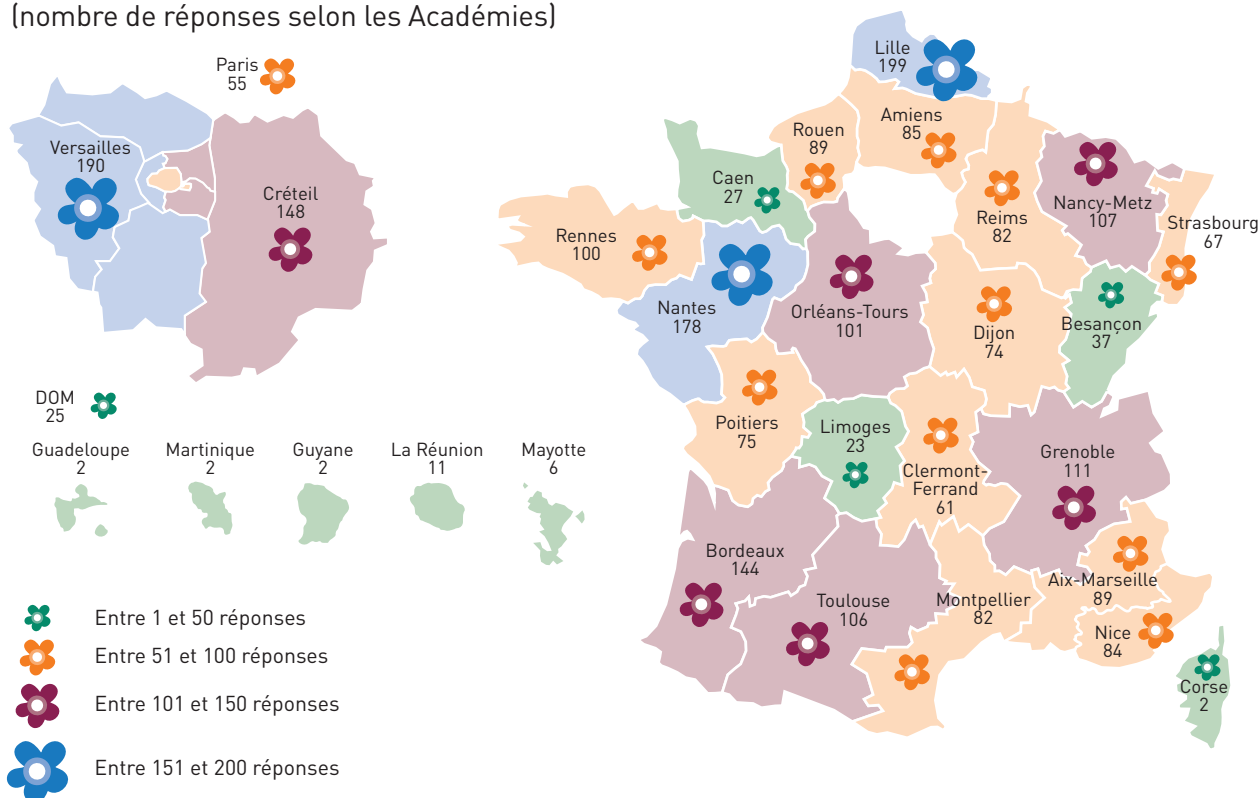 (nombre de réponses selon les Académies)
Paris
55
Versailles
190
Créteil
148
DOM
25
Guadeloupe
2
Martinique
2
Guyane
2
La Réunion
11
Mayotte
6
Entre 1 et 50 réponses
Entre 51 et 100 réponses
Entre 101 et 150 réponses
Entre 151 et 200 réponses
Lille
199
Amiens
85
Rouen
89
Caen
27
Reims
82
Nancy-Metz
107
Strasbourg
67
Rennes
100
Nantes
178
Orléans-Tours
101
Dijon
74
Besançon
37
Poitiers
75
Limoges
23
Clermont-
Ferrand
61
Grenoble
111
Bordeaux
144
Toulouse
106
Montpellier
82
Aix-Marseille
89
Nice
84
Corse
2